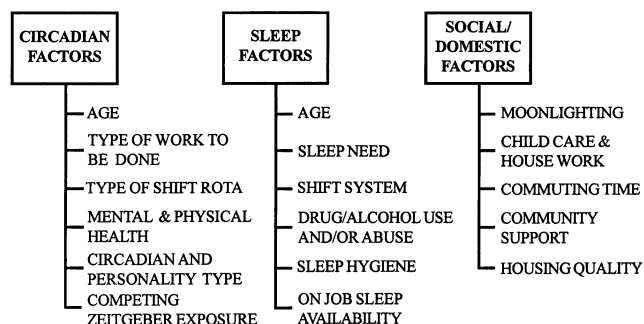 CIRCADIAN
FACTORS
AGE
TYPE OF WORK TO
BE DONE
TYPE OF SHIFT ROTA
MENTAL & PHYSICAL
HEALTH
CIRCADIAN AND
PERSONALITY TYPE
COMPETING
ZEITGEBER EXPOSURE
SLEEP
FACTORS
AGE
SLEEP NEED
SHIFT SYSTEM
DRUG/ALCOHOL USE
AND/OR ABUSE
SLEEP HYGIENE
ON JOB SLEEP
AVAILABILITY
SOCIAL/
DOMESTIC
FACTORS
MOONLIGHTING
CHILD CARE &
HOUSE WORK
COMMUTING TIME
COMMUNITY
SUPPORT
HOUSING QUALITY